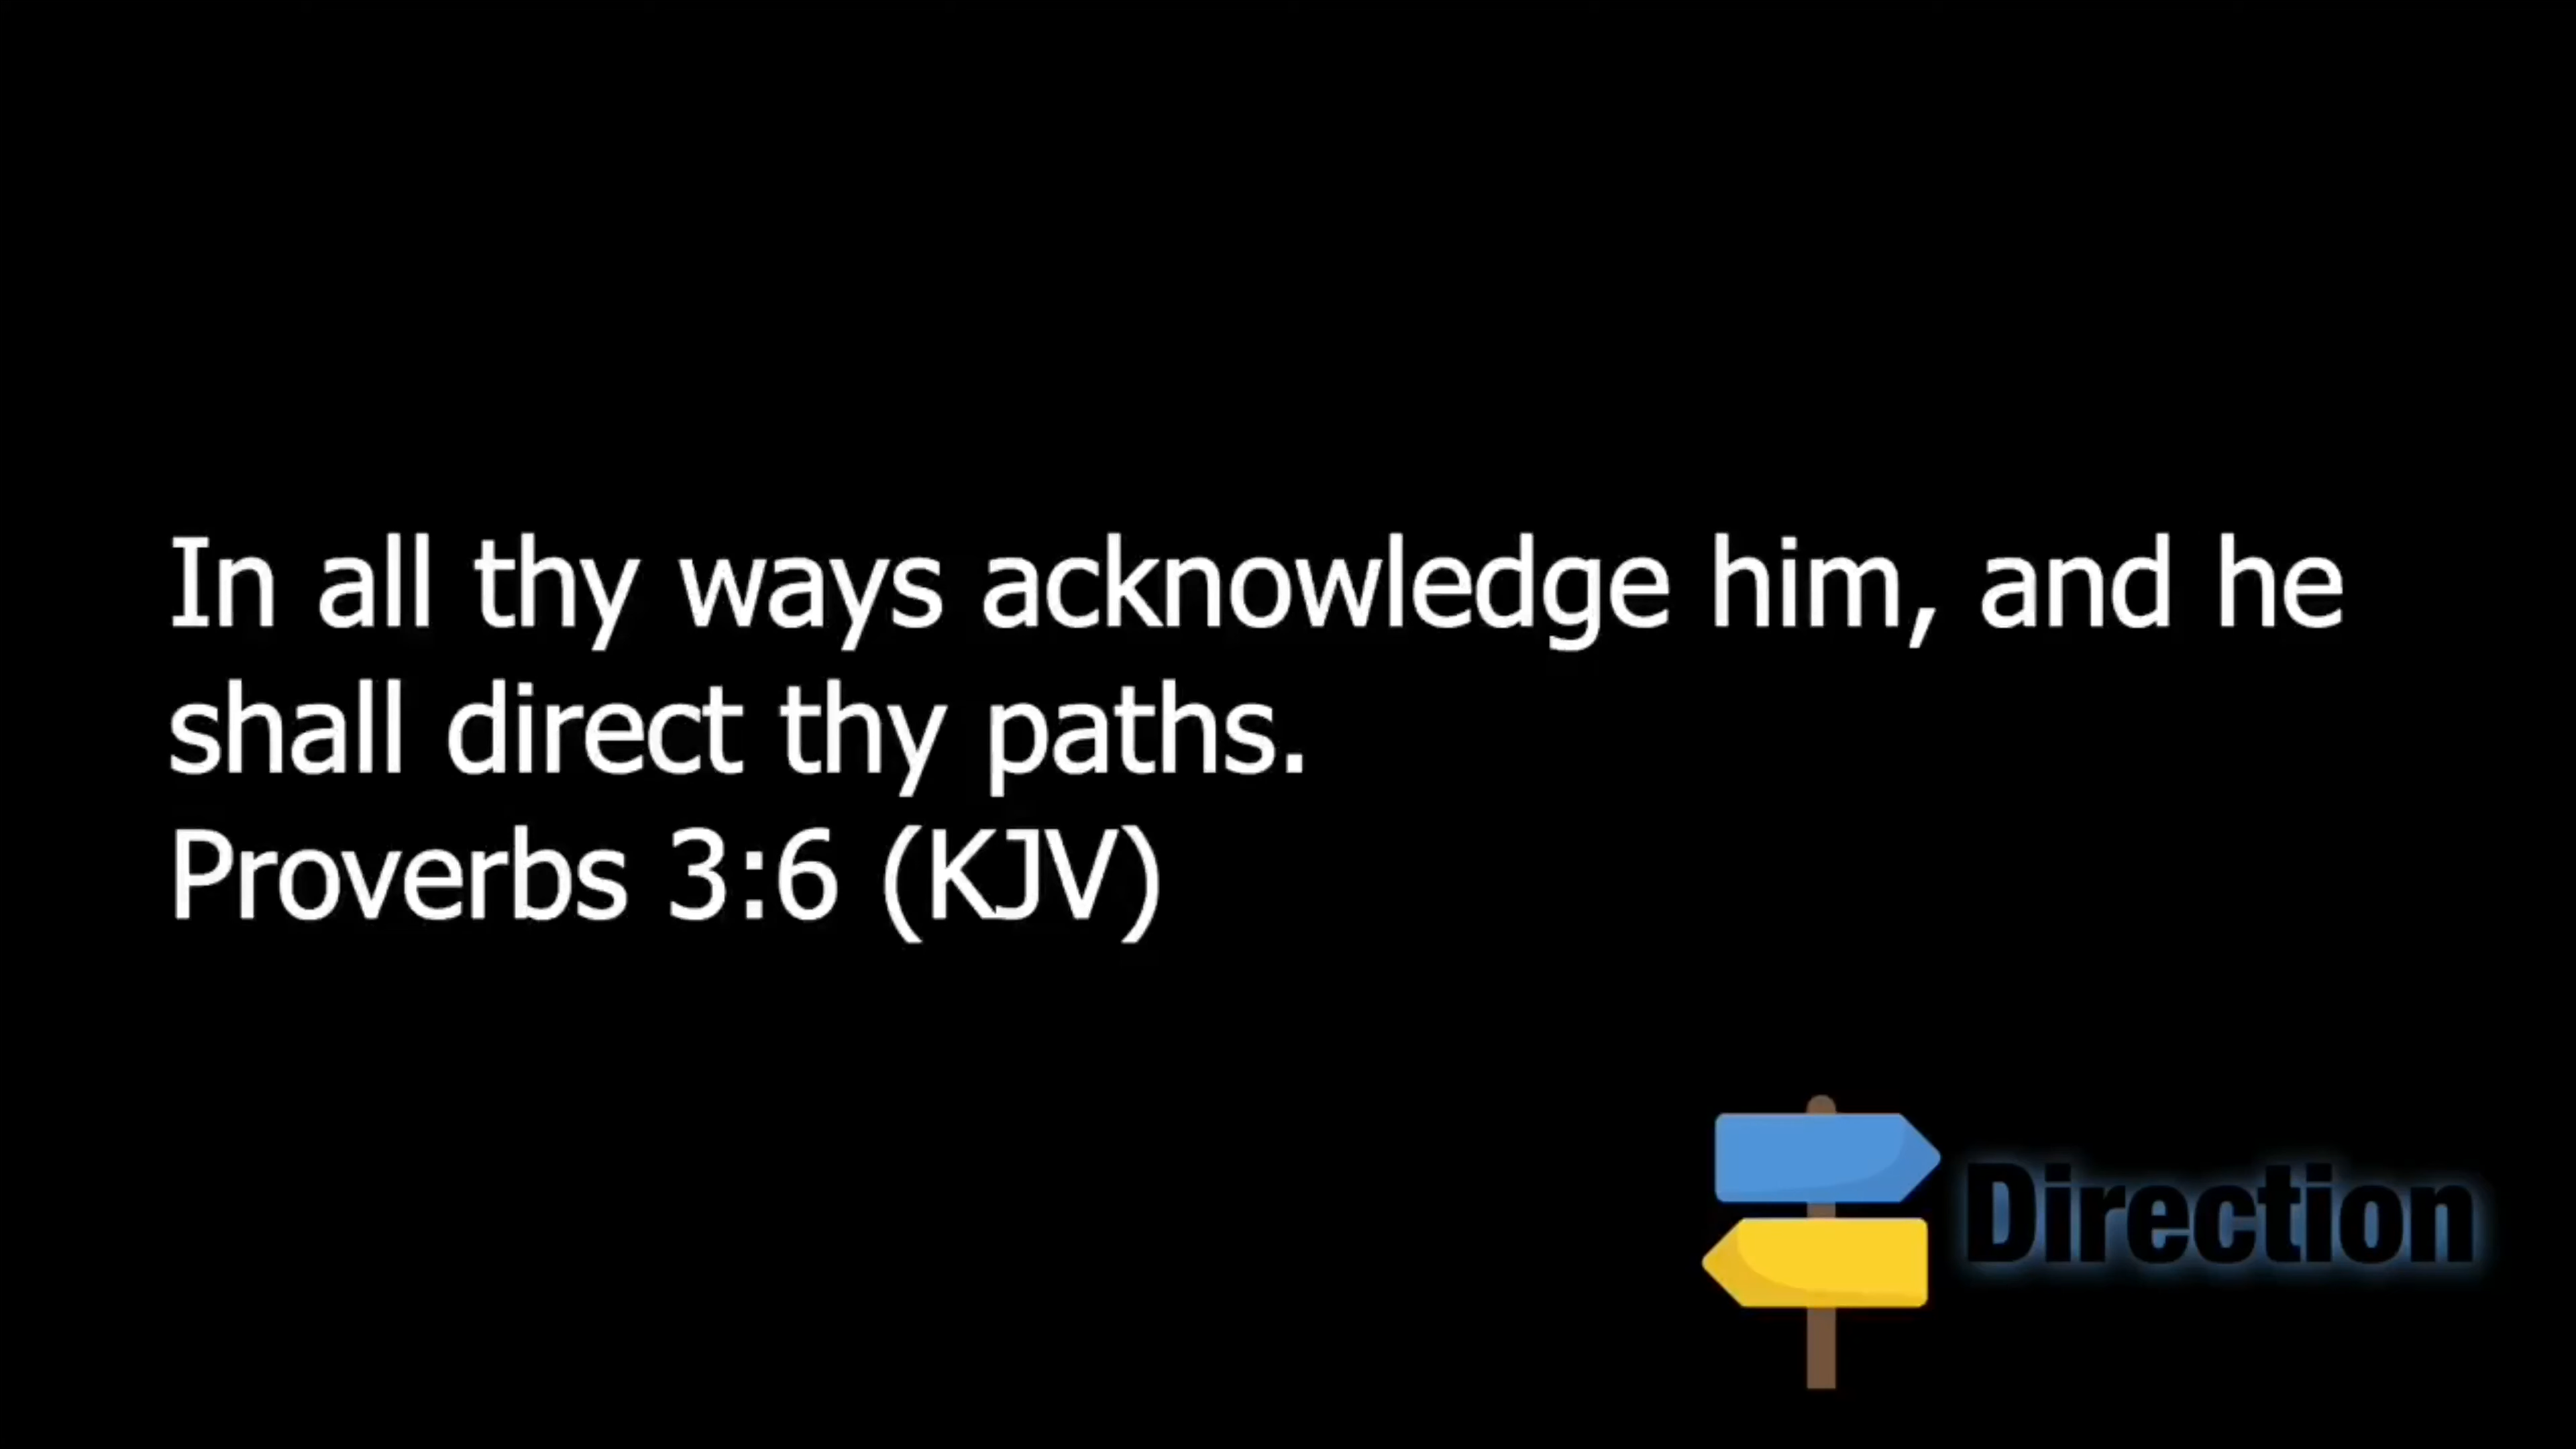 In all thy ways acknowledge him, and he
shall direct thy paths.
Proverbs 3:6 (KJV)
Direction